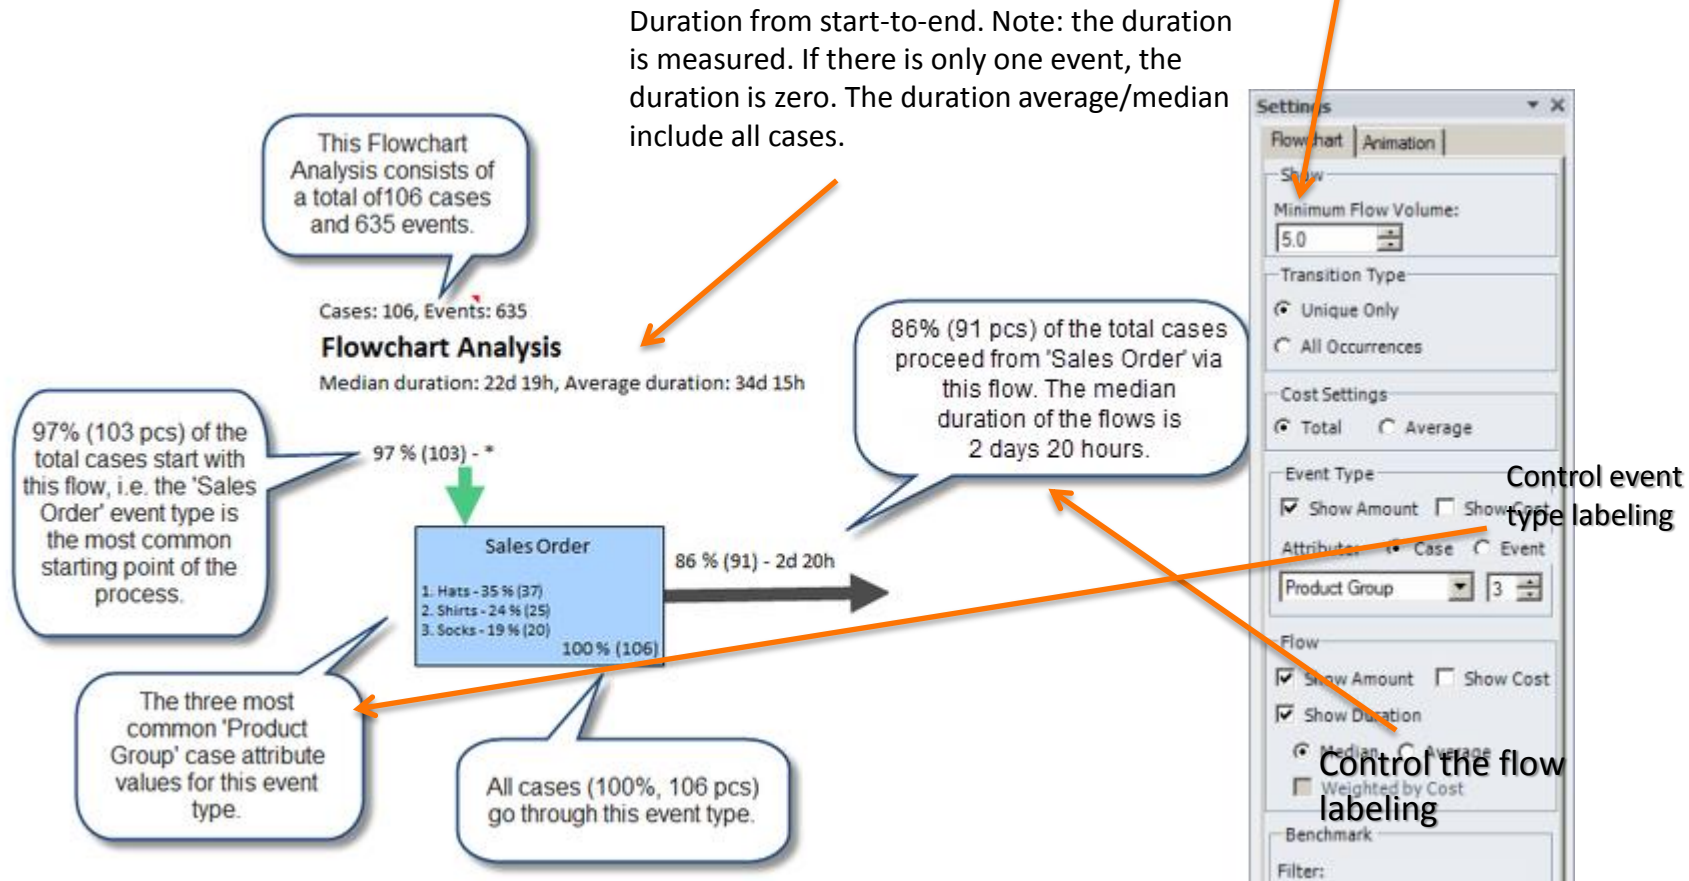 Duration from start-to-end. Note: the duration
is measured. If there is only one event, the
duration is zero. The duration average/median
include all cases.
This Flowchart
Analysis consists of
a total of106 cases
and 635 events.
Cases: 106, Events: 635
Flowchart Analysis
Median duration: 22d 19h, Average duration: 34d 15h
86% (91 pcs) of the total cases
proceed from 'Sales Order' via
this flow. The median
duration of the flows is
2 days 20 hours.
97% (103 pcs) of the
total cases start with
this flow, i.e. the 'Sales
Order' event type is
the most common
starting point of the
process.
97 % (103) - *
Sales Order
1. Hats - 35 % (37)
2. Shirts - 24 % (25)
3. Socks - 19 % (20)
100 % (106)
86 % (91) - 2d 20h
The three most
common 'Product
Group' case attribute
values for this event
type.
All cases (100%, 106 pcs)
go through this event type.
Settings
Flowchart Animation
Show
Minimum Flow Volume:
5.0
Transition Type
Unique Only
All Occurrences
Cost Settings
Total Average
Event Type
Show Amount Show Cost
Attribute: Case Event
Product Group 3
Control event
type labeling
Flow
Show Amount Show Cost
Show Duration
Median Average
Weighted by Cost
Control the flow
labeling
Benchmark
Filter: